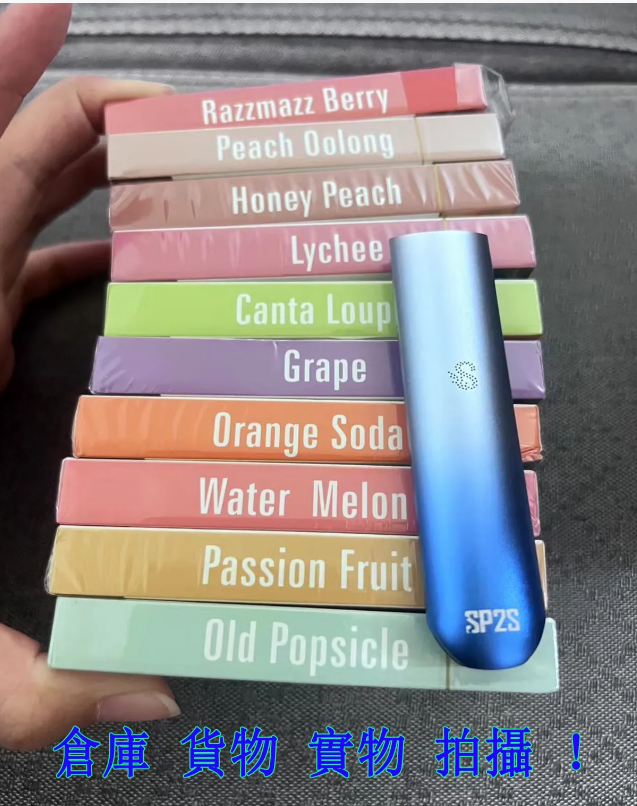 Razzmazz Berry
Peach Oolong
Honey Peach
Lychee
Canta Loup
Grape
Orange Soda
Water Melon
Passion Fruit
Old Popsicle
S
SP2S
倉庫 貨物 實物 拍攝 !